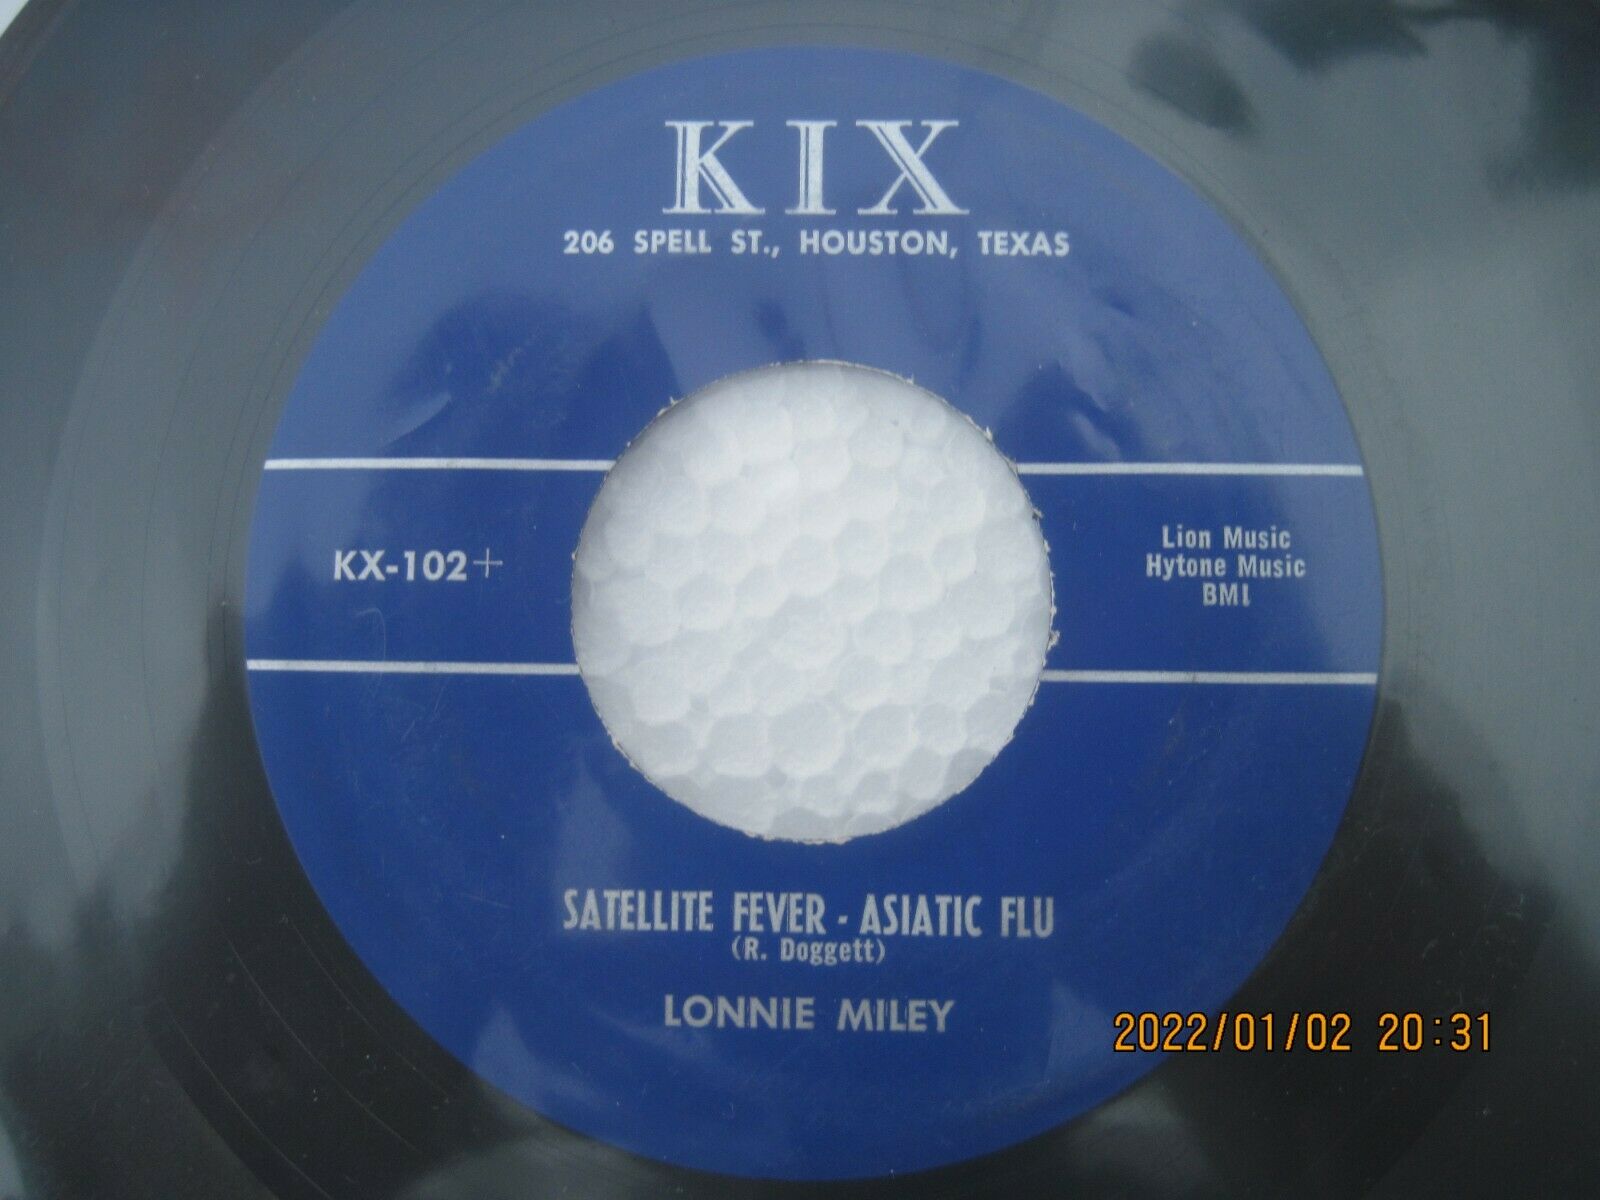 KIX
206 SPELL ST., HOUSTON, TEXAS
KX-102+
Lion Music
Hytone Music
BMI
SATELLITE FEVER - ASIATIC FLU
(R. Doggett)
LONNIE MILEY
2022/01/02 20:31